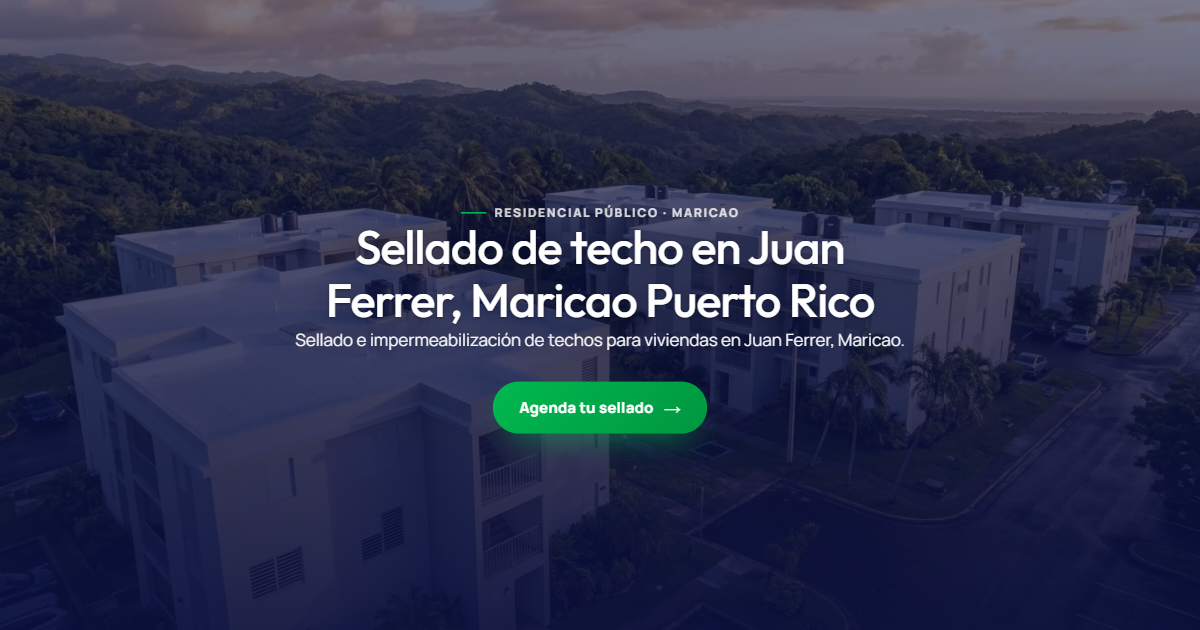 RESIDENCIAL PÚBLICO · MARICAO
Sellado de techo en Juan
Ferrer, Maricao Puerto Rico
Sellado e impermeabilización de techos para viviendas en Juan Ferrer, Maricao.
Agenda tu sellado →